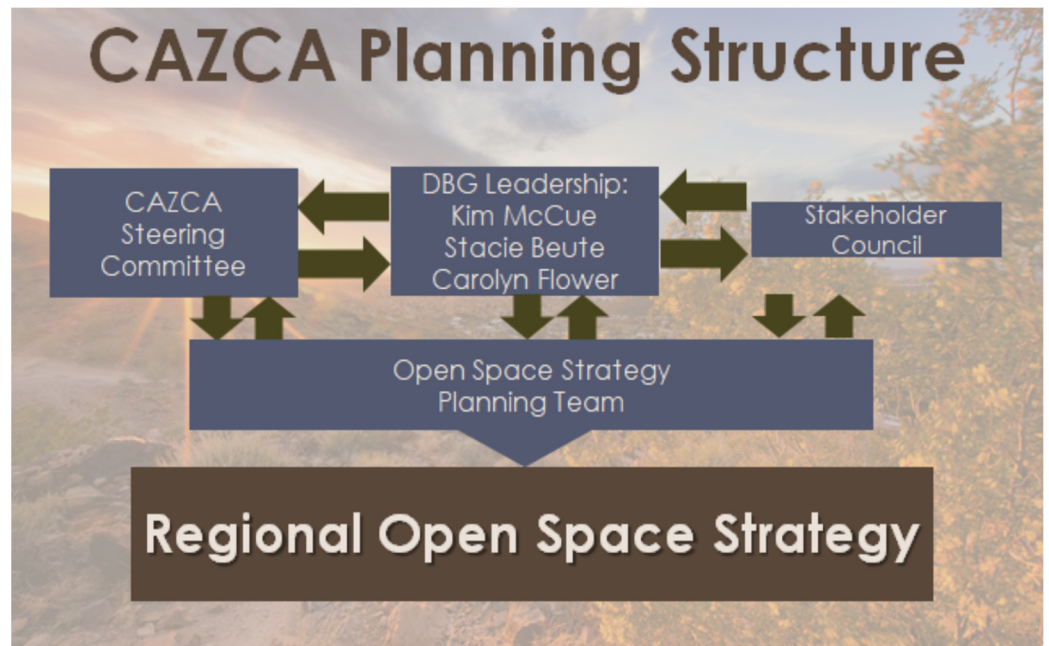 CAZCA Planning Structure
CAZCA
Steering
Committee
DBG Leadership:
Kim McCue
Stacie Beute
Carolyn Flower
Stakeholder
Council
Open Space Strategy
Planning Team
Regional Open Space Strategy